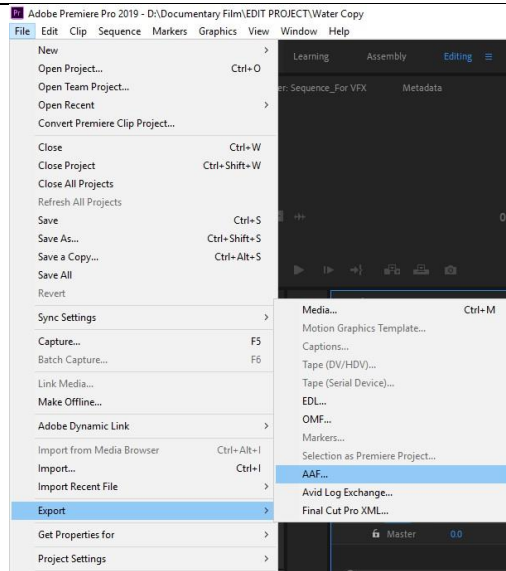 Pr Adobe Premiere Pro 2019 - D:\Documentary Film\EDIT PROJECT\Water Copy
File Edit Clip Sequence Markers Graphics View Window Help
Learning Assembly Editing
er: Sequence_For VFX Metadata
New
Open Project... Ctrl+O
Open Team Project...
Open Recent
Convert Premiere Clip Project...
Close Ctrl+W
Close Project Ctrl+Shift+W
Close All Projects
Refresh All Projects
Save Ctrl+S
Save As... Ctrl+Shift+S
Save a Copy... Ctrl+Alt+S
Save All
Revert
Sync Settings
Capture... F5
Batch Capture... F6
Link Media...
Make Offline...
Adobe Dynamic Link
Import from Media Browser Ctrl+Alt+I
Import... Ctrl+I
Import Recent File
Export
Get Properties for
Project Settings
0
Media... Ctrl+M
Motion Graphics Template...
Captions...
Tape (DV/HDV)...
Tape (Serial Device)...
EDL...
OMF...
Markers...
Selection as Premiere Project...
AAF...
Avid Log Exchange...
Final Cut Pro XML...
Master 0.0